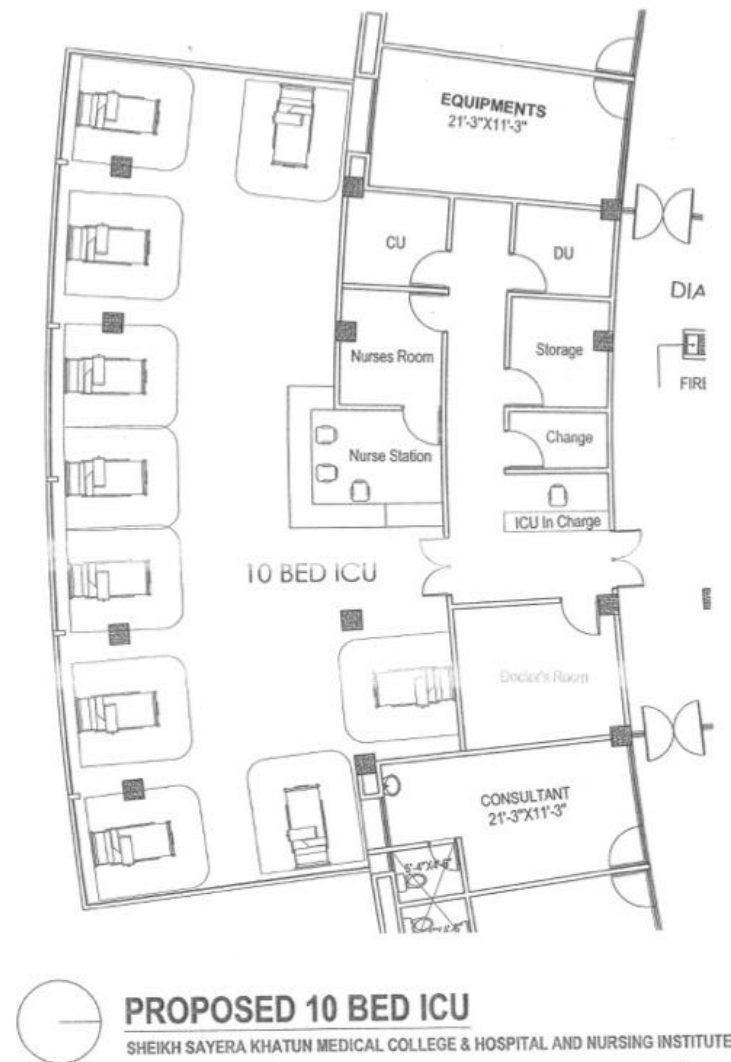 EQUIPMENTS
21'-3"X11'-3"
CU
DU
DIA
Nurses Room
Storage
FIRE
Change
Nurse Station
ICU In Charge
10 BED ICU
Doctor's Room
CONSULTANT
21'-3"X11'-3"
PROPOSED 10 BED ICU
SHEIKH SAYERA KHATUN MEDICAL COLLEGE & HOSPITAL AND NURSING INSTITUTE